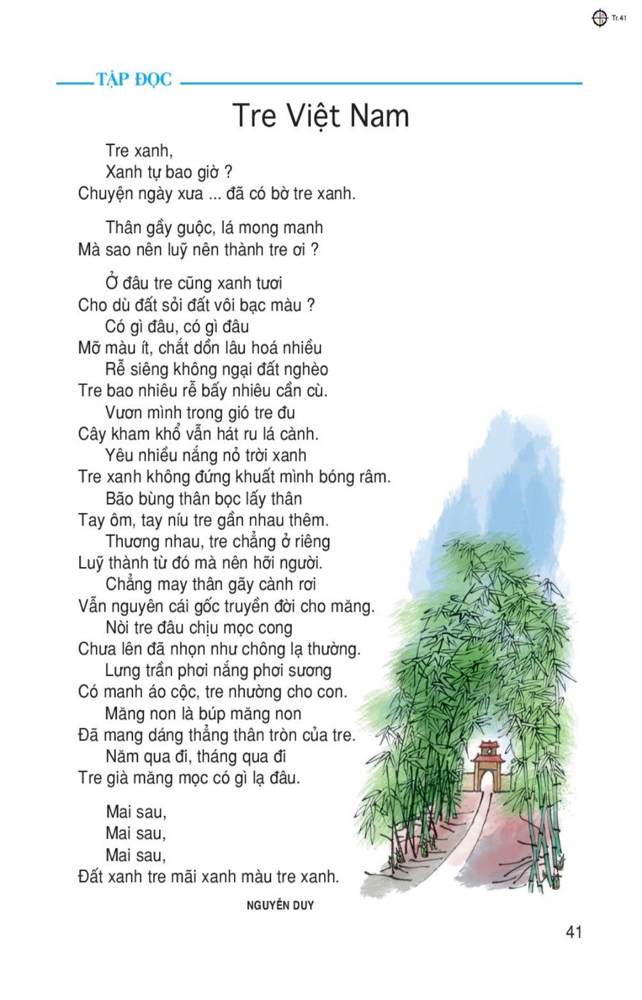 Tr.41
TẬP ĐỌC
Tre Việt Nam
Tre xanh,
Xanh tự bao giờ ?
Chuyện ngày xưa ... đã có bờ tre xanh.
Thân gầy guộc, lá mong manh
Mà sao nên luỹ nên thành tre ơi ?
Ở đâu tre cũng xanh tươi
Cho dù đất sỏi đất vôi bạc màu ?
Có gì đâu, có gì đâu
Mỡ màu ít, chắt dồn lâu hoá nhiều
Rễ siêng không ngại đất nghèo
Tre bao nhiêu rễ bấy nhiêu cần cù.
Vươn mình trong gió tre đu
Cây kham khổ vẫn hát ru lá cành.
Yêu nhiều nắng nỏ trời xanh
Tre xanh không đứng khuất mình bóng râm.
Bão bùng thân bọc lấy thân
Tay ôm, tay níu tre gần nhau thêm.
Thương nhau, tre chẳng ở riêng
Luỹ thành từ đó mà nên hỡi người.
Chẳng may thân gãy cành rơi
Vẫn nguyên cái gốc truyền đời cho măng.
Nòi tre đâu chịu mọc cong
Chưa lên đã nhọn như chông lạ thường.
Lưng trần phơi nắng phơi sương
Có manh áo cộc, tre nhường cho con.
Măng non là búp măng non
Đã mang dáng thẳng thân tròn của tre.
Năm qua đi, tháng qua đi
Tre già măng mọc có gì lạ đâu.
Mai sau,
Mai sau,
Mai sau,
Đất xanh tre mãi xanh màu tre xanh.
NGUYỄN DUY
41